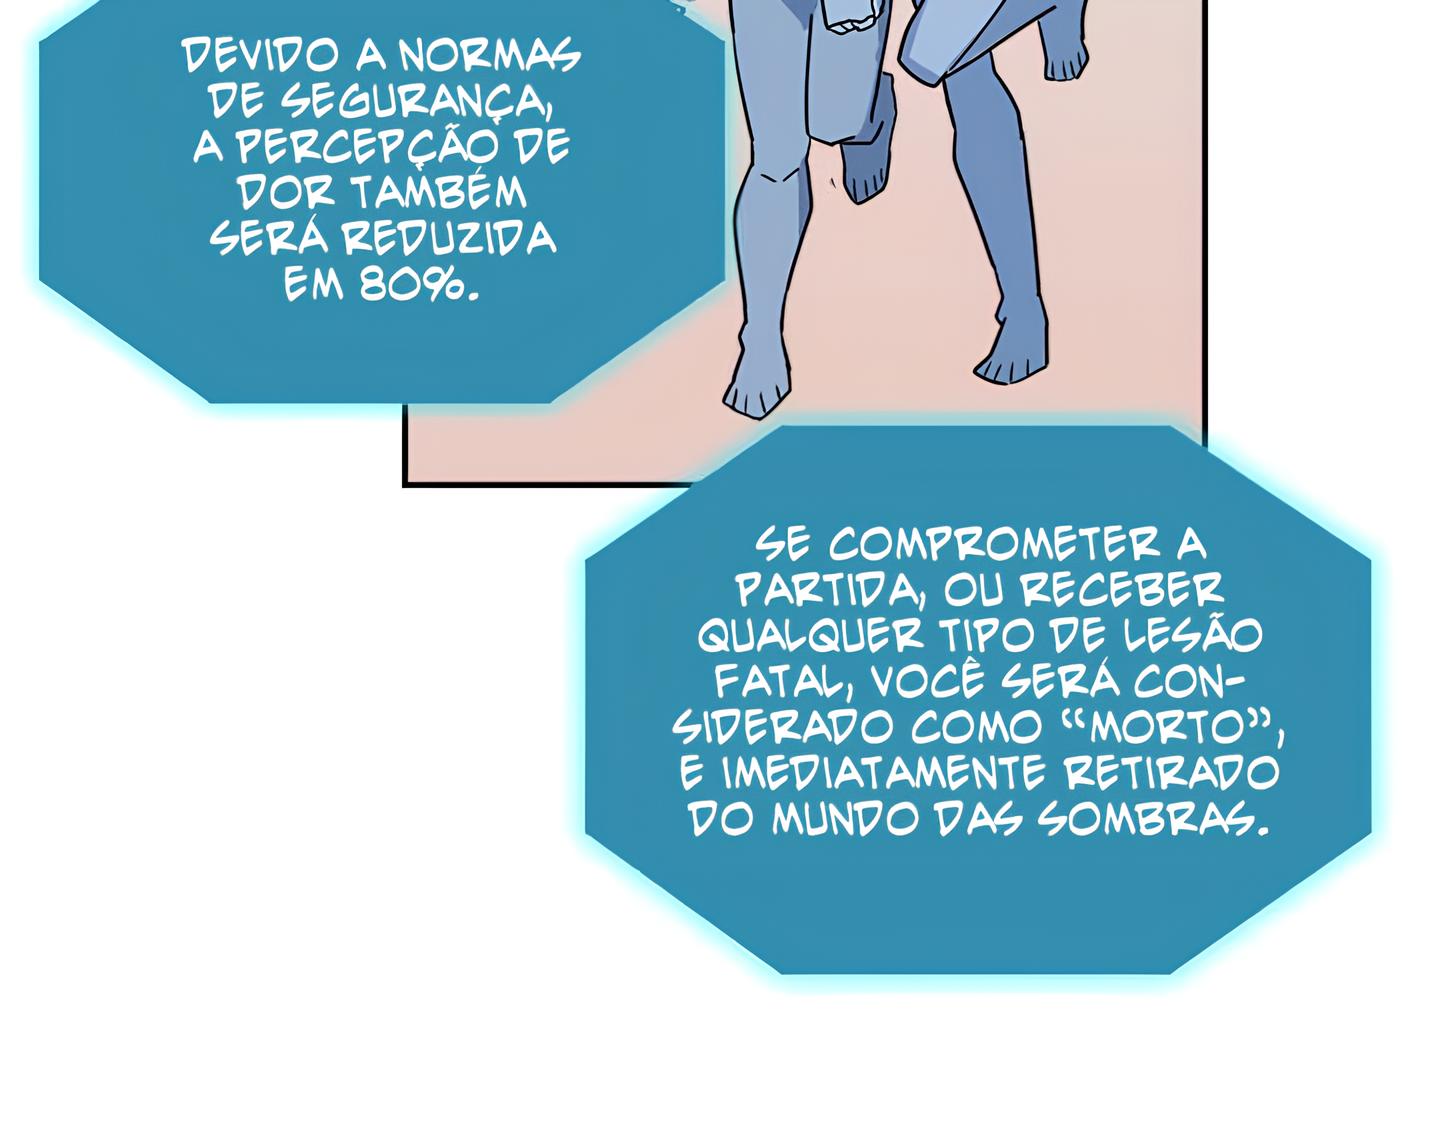 DEVIDO A NORMAS
DE SEGURANÇA,
A PERCEPÇÃO DE
DOR TAMBÉM
SERÁ REDUZIDA
EM 80%.
SE COMPROMETER A
PARTIDA, OU RECEBER
QUALQUER TIPO DE LESÃO
FATAL, VOCÊ SERÁ CON-
SIDERADO COMO “MORTO”,
E IMEDIATAMENTE RETIRADO
DO MUNDO DAS SOMBRAS.